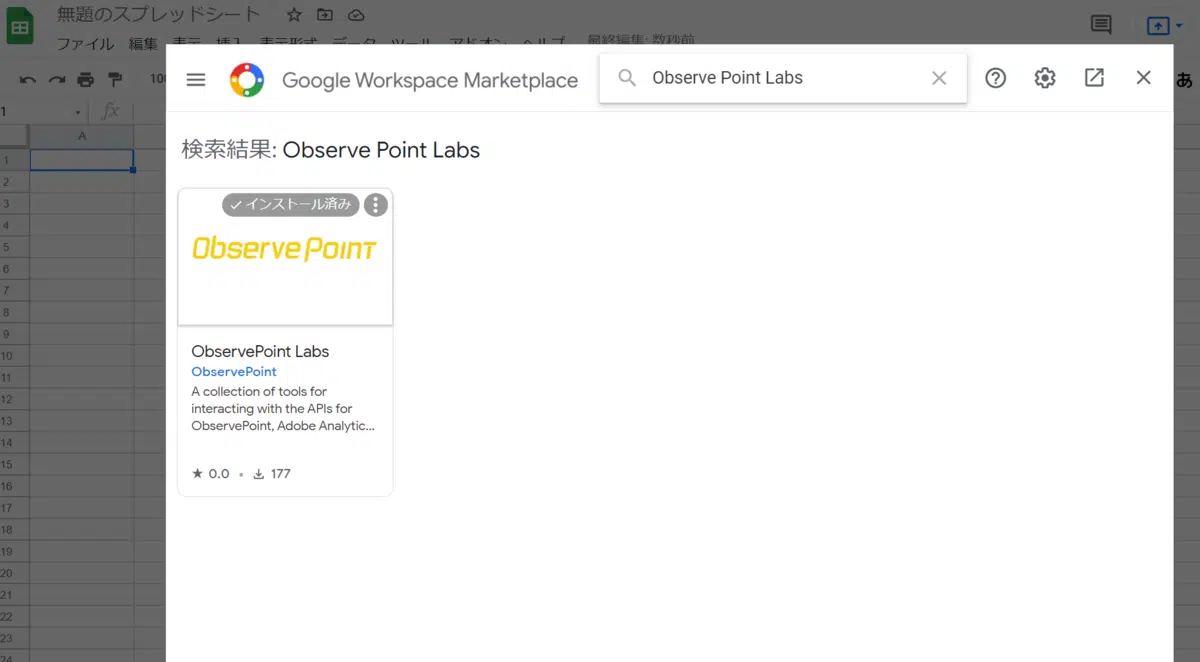 無題のスプレッドシート
ファイル 編集 表示 挿入 表示形式 データ ツール アドオン ヘルプ 最終編集: 数秒前
100
1
fx
あ
A
1
2
3
4
5
6
7
8
9
10
11
12
13
14
15
16
17
18
19
20
21
22
23
24
Google Workspace Marketplace
Observe Point Labs
検索結果: Observe Point Labs
インストール済み
ObservePoint
ObservePoint Labs
ObservePoint
A collection of tools for
interacting with the APIs for
ObservePoint, Adobe Analytic...
0.0 • 177